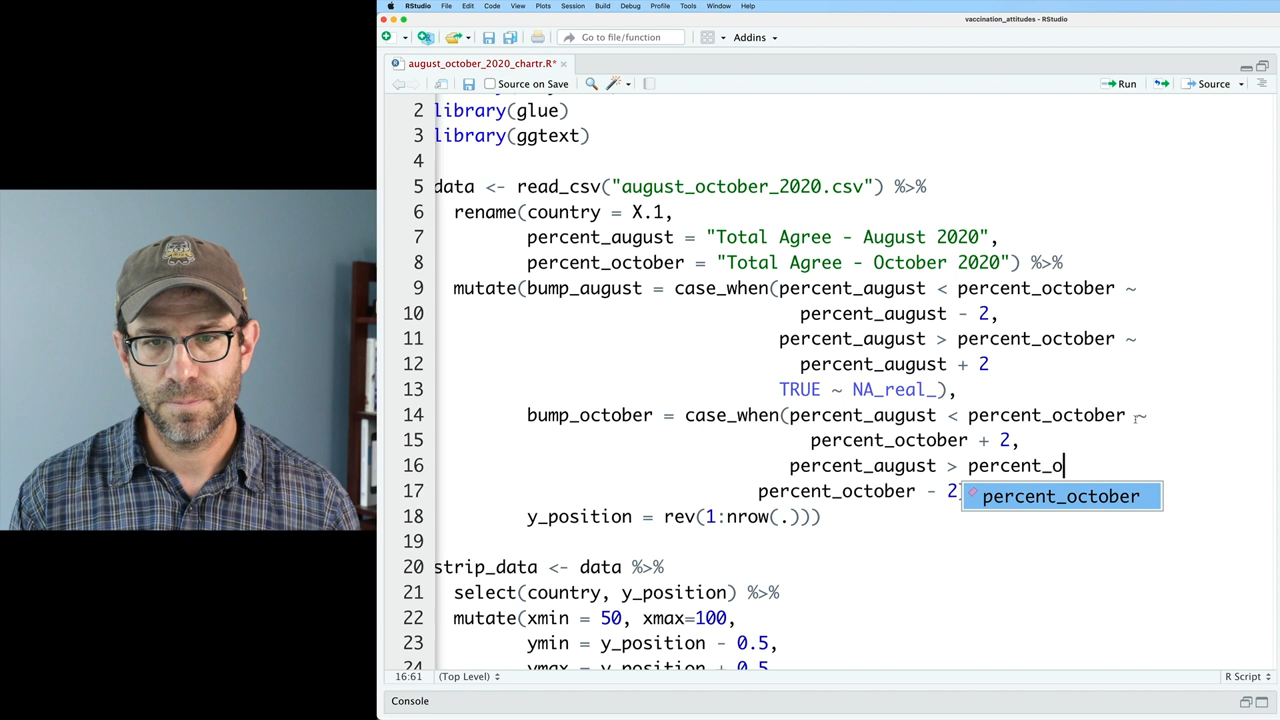 RStudio File Edit Code View Plots Session Build Debug Profile Tools Window Help
vaccination_attitudes - RStudio
Go to file/function Addins
august_october_2020_chartr.R*
Source on Save Run Source
2 library(glue)
3 library(ggtext)
4
5 data <- read_csv("august_october_2020.csv") %>%
6 rename(country = X.1,
7 percent_august = "Total Agree - August 2020",
8 percent_october = "Total Agree - October 2020") %>%
9 mutate(bump_august = case_when(percent_august < percent_october ~
10 percent_august - 2,
11 percent_august > percent_october ~
12 percent_august + 2
13 TRUE ~ NA_real_),
14 bump_october = case_when(percent_august < percent_october ~
15 percent_october + 2,
16 percent_august > percent_o
17 percent_october - 2
percent_october
18 y_position = rev(1:nrow(.)))
19
20 strip_data <- data %>%
21 select(country, y_position) %>%
22 mutate(xmin = 50, xmax=100,
23 ymin = y_position - 0.5,
24 ymax = y_position + 0.5
16:61 (Top Level) R Script
Console